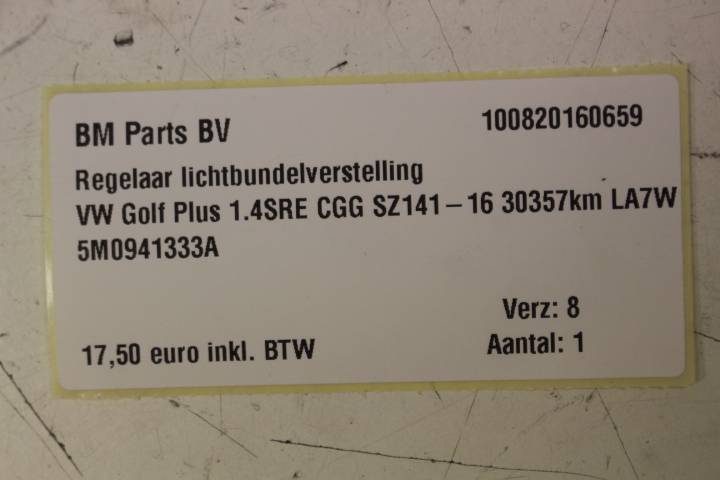 BM Parts BV 100820160659
Regelaar lichtbundelverstelling
VW Golf Plus 1.4SRE CGG SZ141–16 30357km LA7W
5M0941333A
Verz: 8
17,50 euro inkl. BTW Aantal: 1